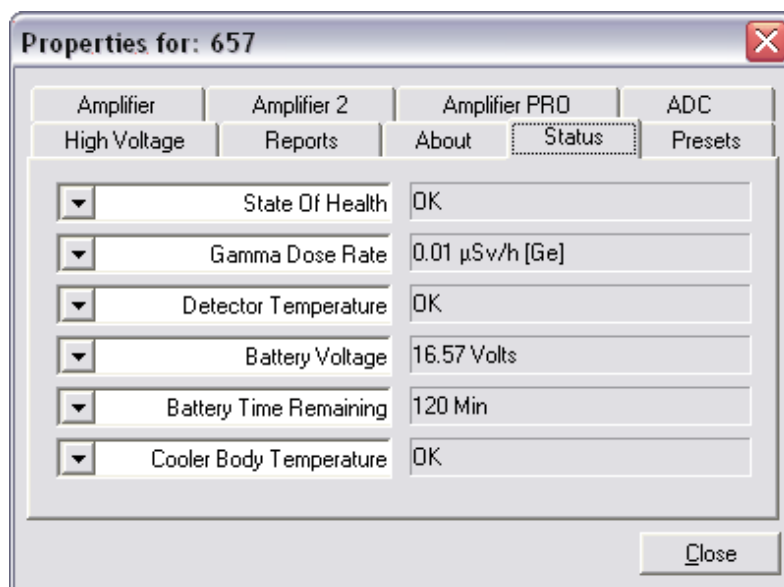 Properties for: 657
Amplifier Amplifier 2 Amplifier PRO ADC
High Voltage Reports About Status Presets
State Of Health OK
Gamma Dose Rate 0.01 µSv/h [Ge]
Detector Temperature OK
Battery Voltage 16.57 Volts
Battery Time Remaining 120 Min
Cooler Body Temperature OK
Close